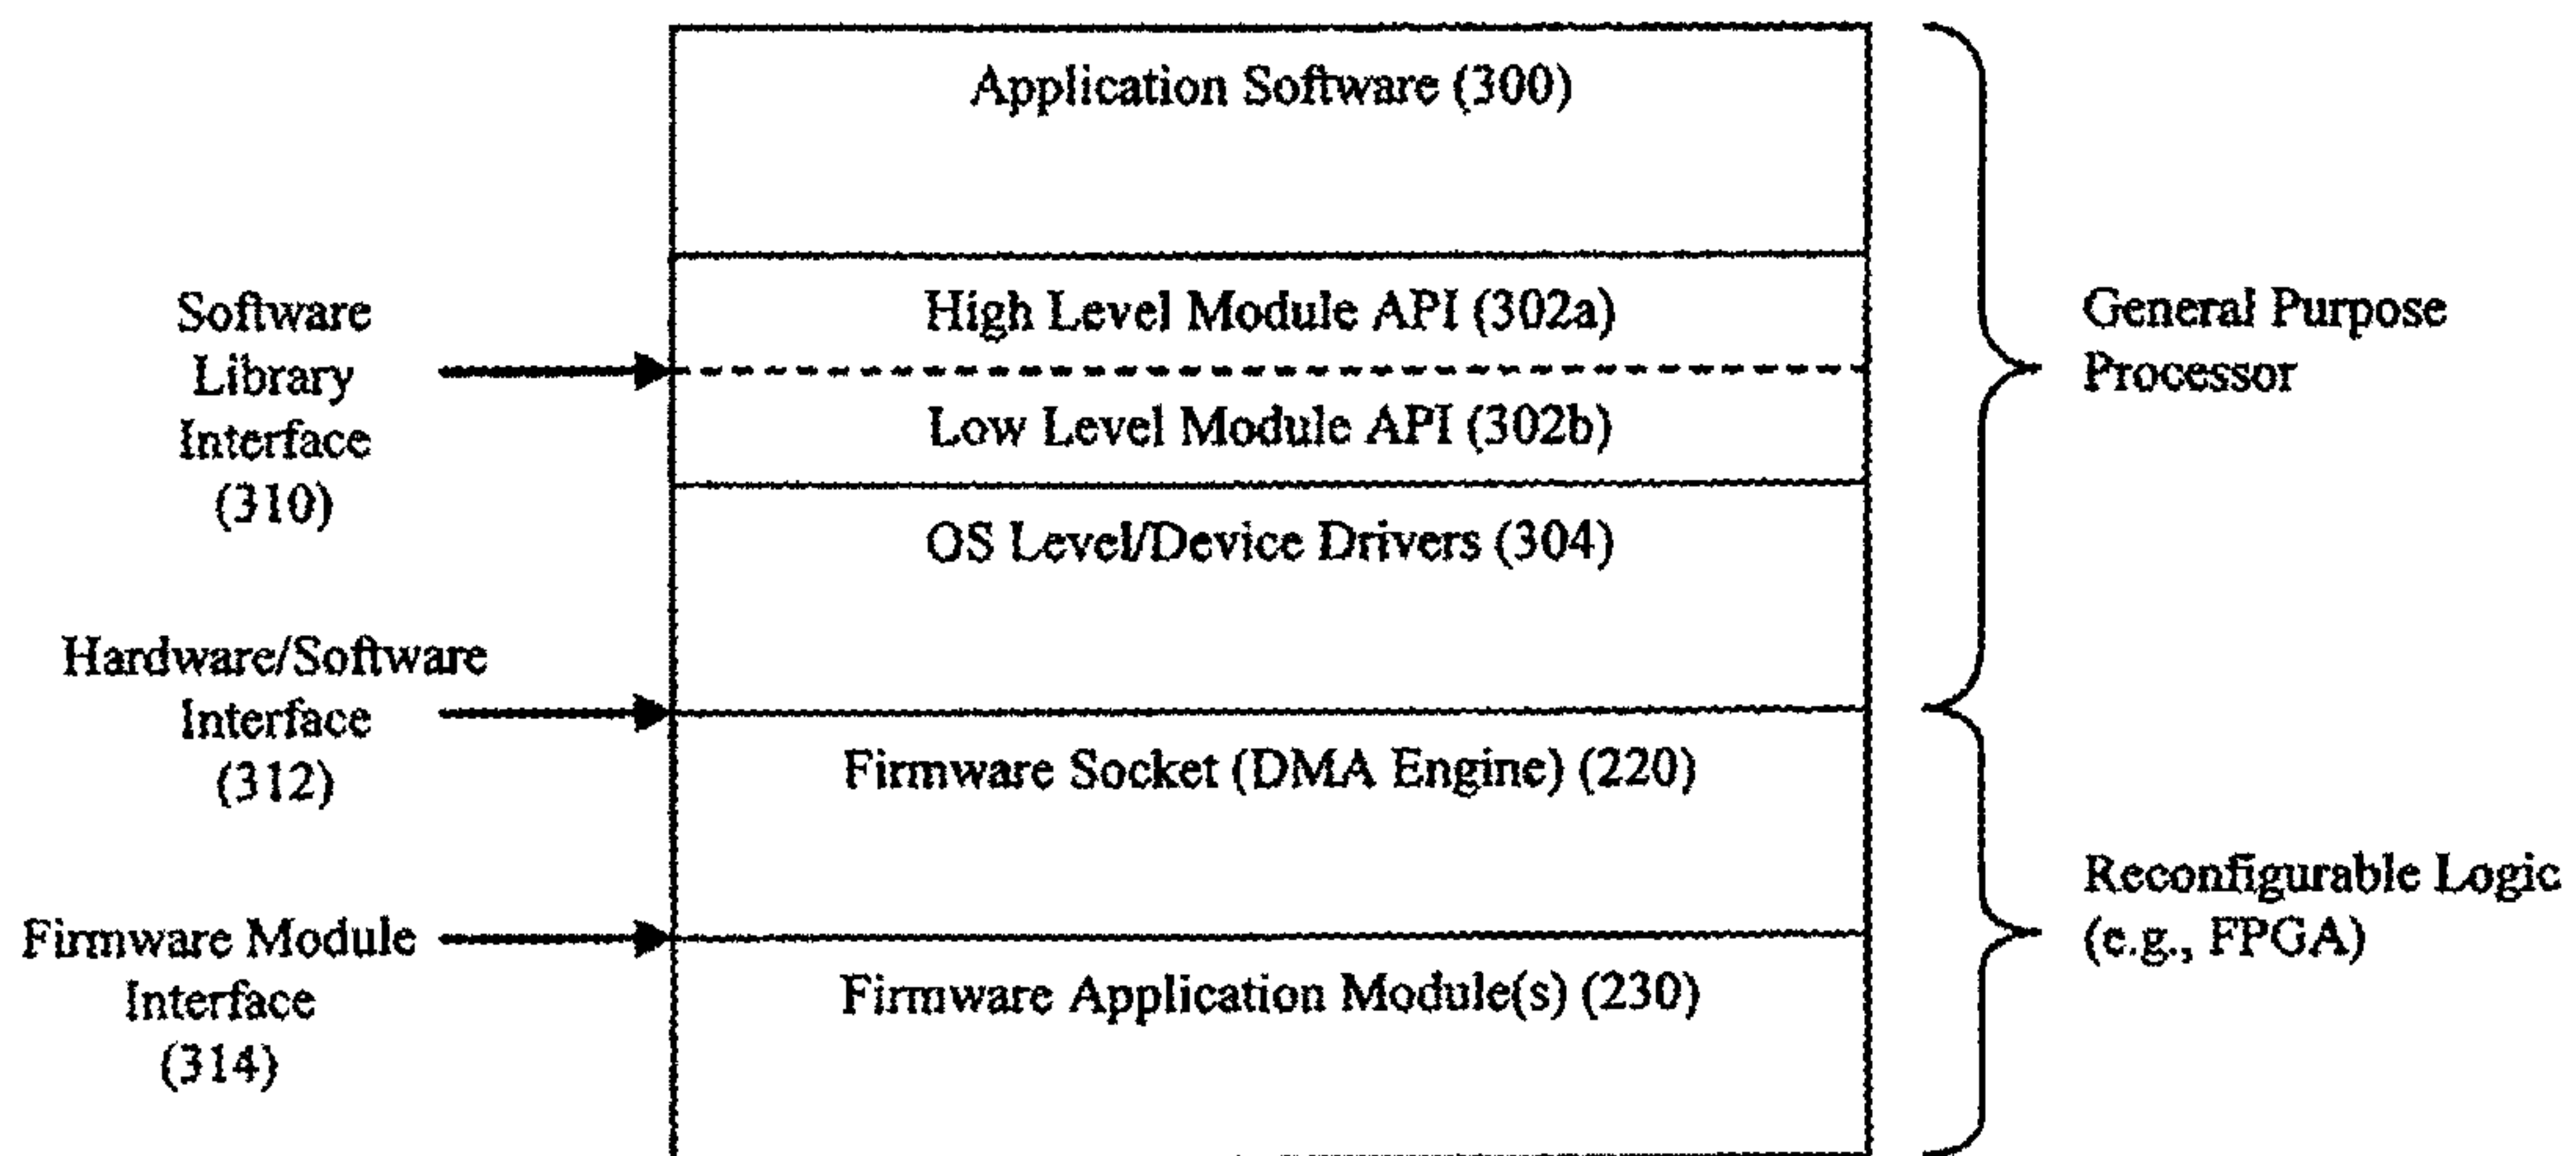 Application Software (300)
Software
Library
Interface
(310)
High Level Module API (302a)
Low Level Module API (302b)
General Purpose
Processor
OS Level/Device Drivers (304)
Hardware/Software
Interface
(312)
Firmware Socket (DMA Engine) (220)
Reconfigurable Logic
(e.g., FPGA)
Firmware Module
Interface
(314)
Firmware Application Module(s) (230)